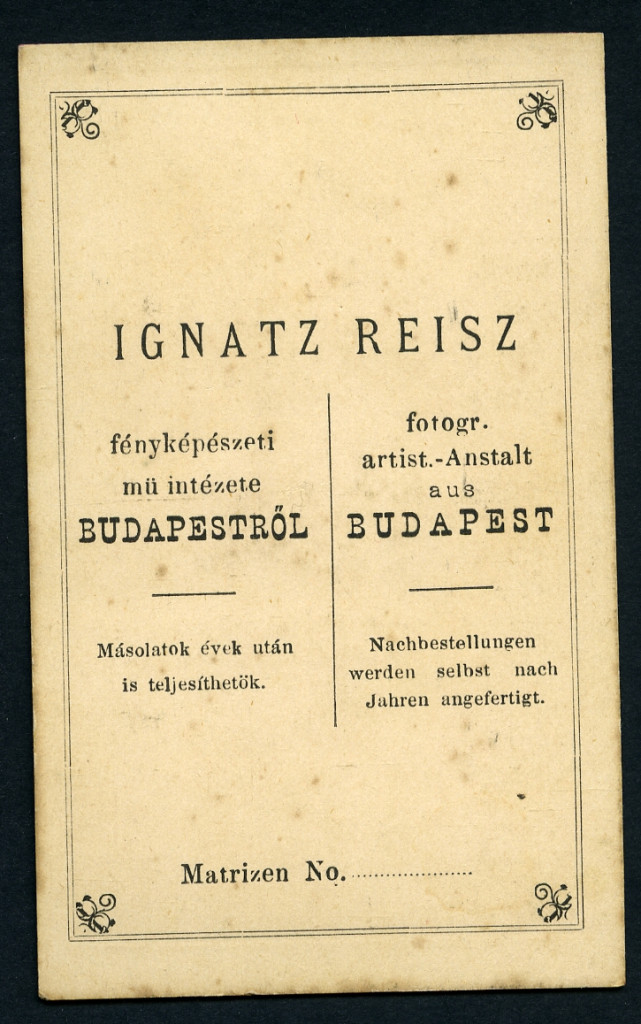 IGNATZ REISZ
fényképészeti
mü intézete
BUDAPESTRŐL
Másolatok évek után
is teljesíthetök.
fotogr.
artist.-Anstalt
aus
BUDAPEST
Nachbestellungen
werden selbst nach
Jahren angefertigt.
Matrizen No.